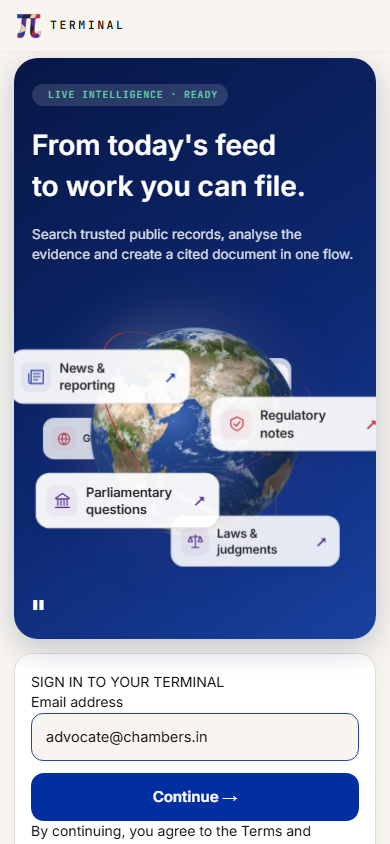 TERMINAL
LIVE INTELLIGENCE · READY
From today's feed
to work you can file.
Search trusted public records, analyse the
evidence and create a cited document in one flow.
News &
reporting
Regulatory
notes
G
Parliamentary
questions
Laws &
judgments
SIGN IN TO YOUR TERMINAL
Email address
advocate@chambers.in
Continue →
By continuing, you agree to the Terms and